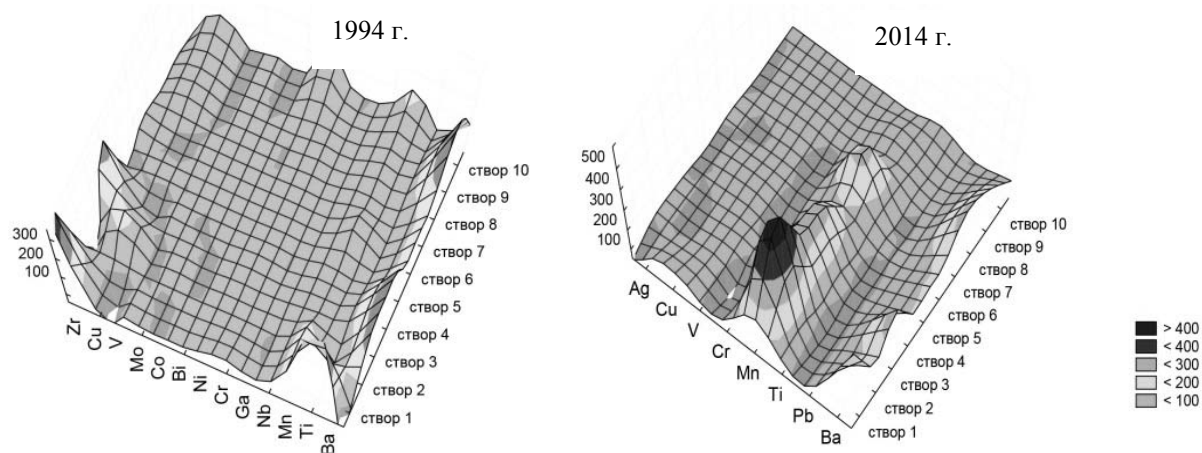 1994 г.
300
200
100
Zr
Cu
V
Mo
Co
Bi
Ni
Cr
Ga
Nb
Mn
Ti
Ba
створ 1
створ 2
створ 3
створ 4
створ 5
створ 6
створ 7
створ 8
створ 9
створ 10
2014 г.
500
400
300
200
100
Ag
Cu
V
Cr
Mn
Ti
Pb
Ba
створ 1
створ 2
створ 3
створ 4
створ 5
створ 6
створ 7
створ 8
створ 9
створ 10
> 400
< 400
< 300
< 200
< 100